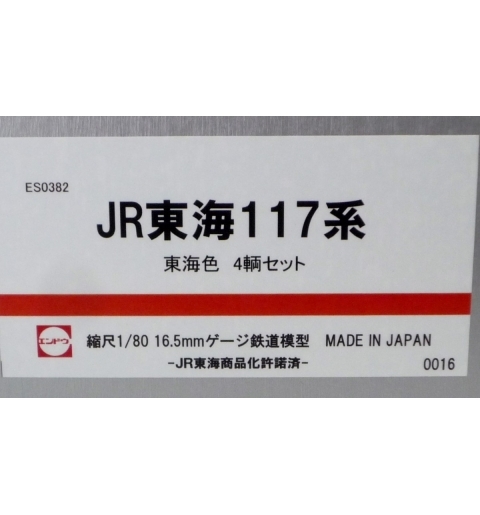 ES0382
JR東海117系
東海色 4輌セット
エンドウ 縮尺1/80 16.5mmゲージ鉄道模型 MADE IN JAPAN
-JR東海商品化許諾済- 0016